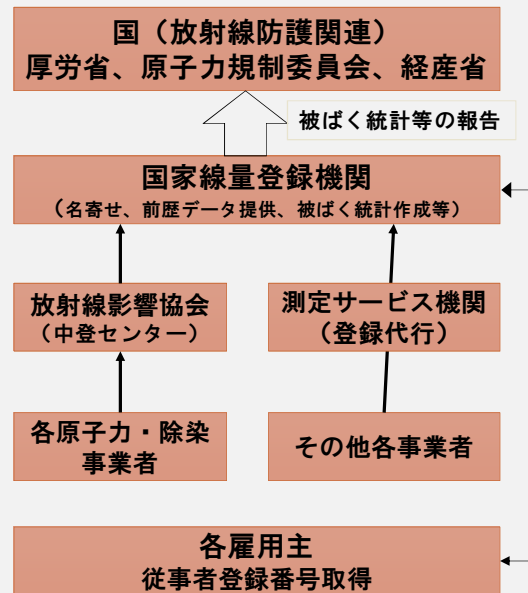 国（放射線防護関連）
厚労省、原子力規制委員会、経産省
被ばく統計等の報告
国家線量登録機関
（名寄せ、前歴データ提供、被ばく統計作成等）
放射線影響協会
（中登センター）
測定サービス機関
（登録代行）
各原子力・除染
事業者
その他各事業者
各雇用主
従事者登録番号取得